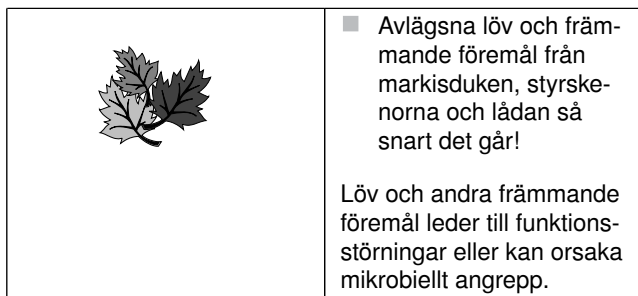 Avlägsna löv och främ-
mande föremål från
markisduken, styrske-
norna och lådan så
snart det går!
Löv och andra främmande
föremål leder till funktions-
störningar eller kan orsaka
mikrobiellt angrepp.